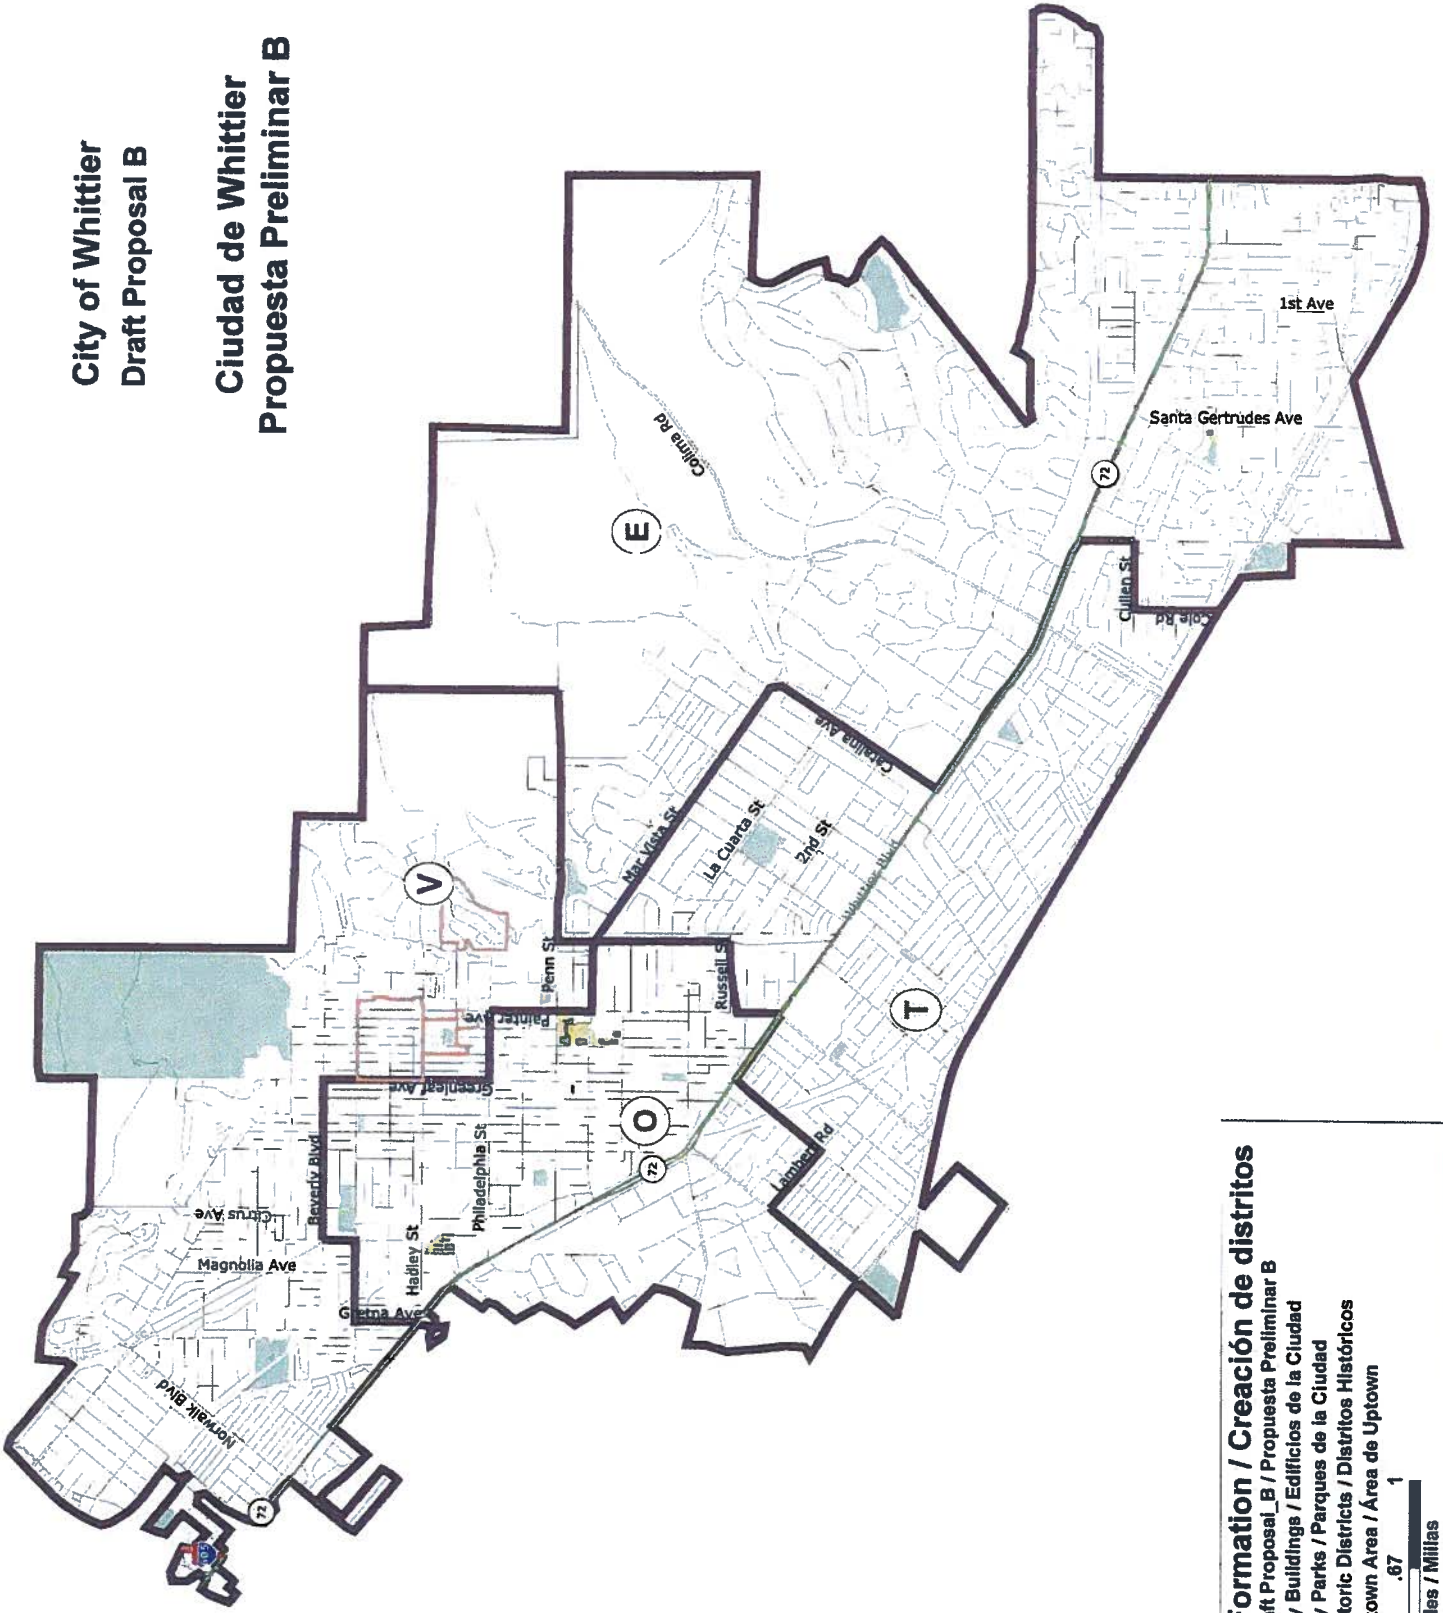 City of Whittier
Draft Proposal B
Ciudad de Whittier
Propuesta Preliminar B
1st Ave
Santa Gertrudes Ave
Colima Rd
72
E
Cullen St
Cole Rd
Catalina Ave
Mar Vista St
La Cuarta St
2nd St
Whittier Blvd
V
Penn St
Russell S
Painter Ave
T
Greenleaf Ave
O
72
Lambert Rd
Philadelphia St
Beverly Blvd
Citrus Ave
Hadley St
Magnolia Ave
Gretna Ave
Norwalk Blvd
72
605
formation / Creación de distritos
ft Proposal_B / Propuesta Preliminar B
y Buildings / Edificios de la Ciudad
y Parks / Parques de la Ciudad
toric Districts / Distritos Históricos
own Area / Área de Uptown
.67 1
les / Millas